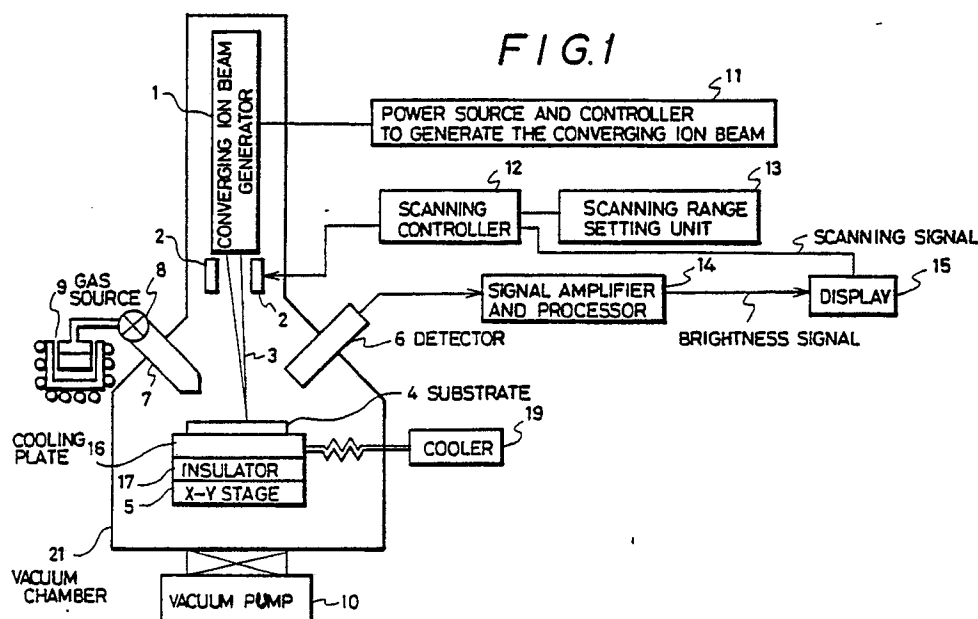 FIG.1
11
1
CONVERGING ION BEAM
GENERATOR
POWER SOURCE AND CONTROLLER
TO GENERATE THE CONVERGING ION BEAM
12
13
SCANNING
CONTROLLER
SCANNING RANGE
SETTING UNIT
SCANNING SIGNAL
2
8
GAS
SOURCE
9
2
14
SIGNAL AMPLIFIER
AND PROCESSOR
15
DISPLAY
BRIGHTNESS SIGNAL
6 DETECTOR
3
7
4 SUBSTRATE
19
COOLER
COOLING
PLATE
16
17
INSULATOR
5
X-Y STAGE
21
VACUUM
CHAMBER
VACUUM PUMP
10